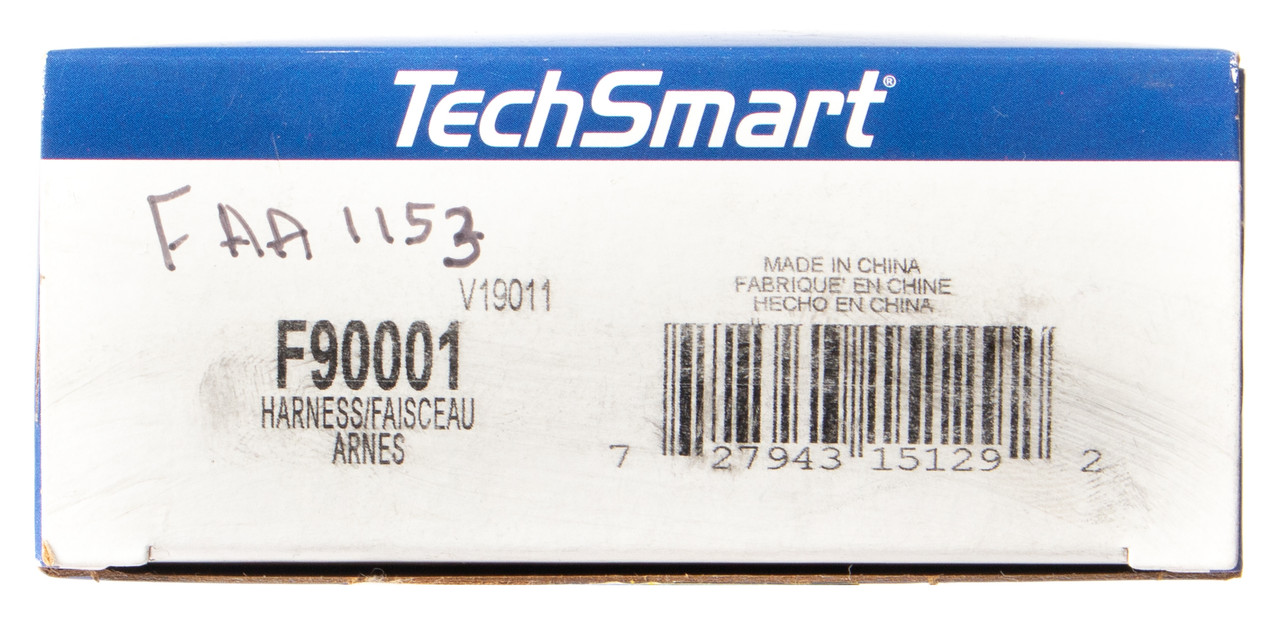 TechSmart®
FAA 1153
V19011
F90001
HARNESS/FAISCEAU
ARNES
MADE IN CHINA
FABRIQUE' EN CHINE
HECHO EN CHINA
7 27943 15129 2